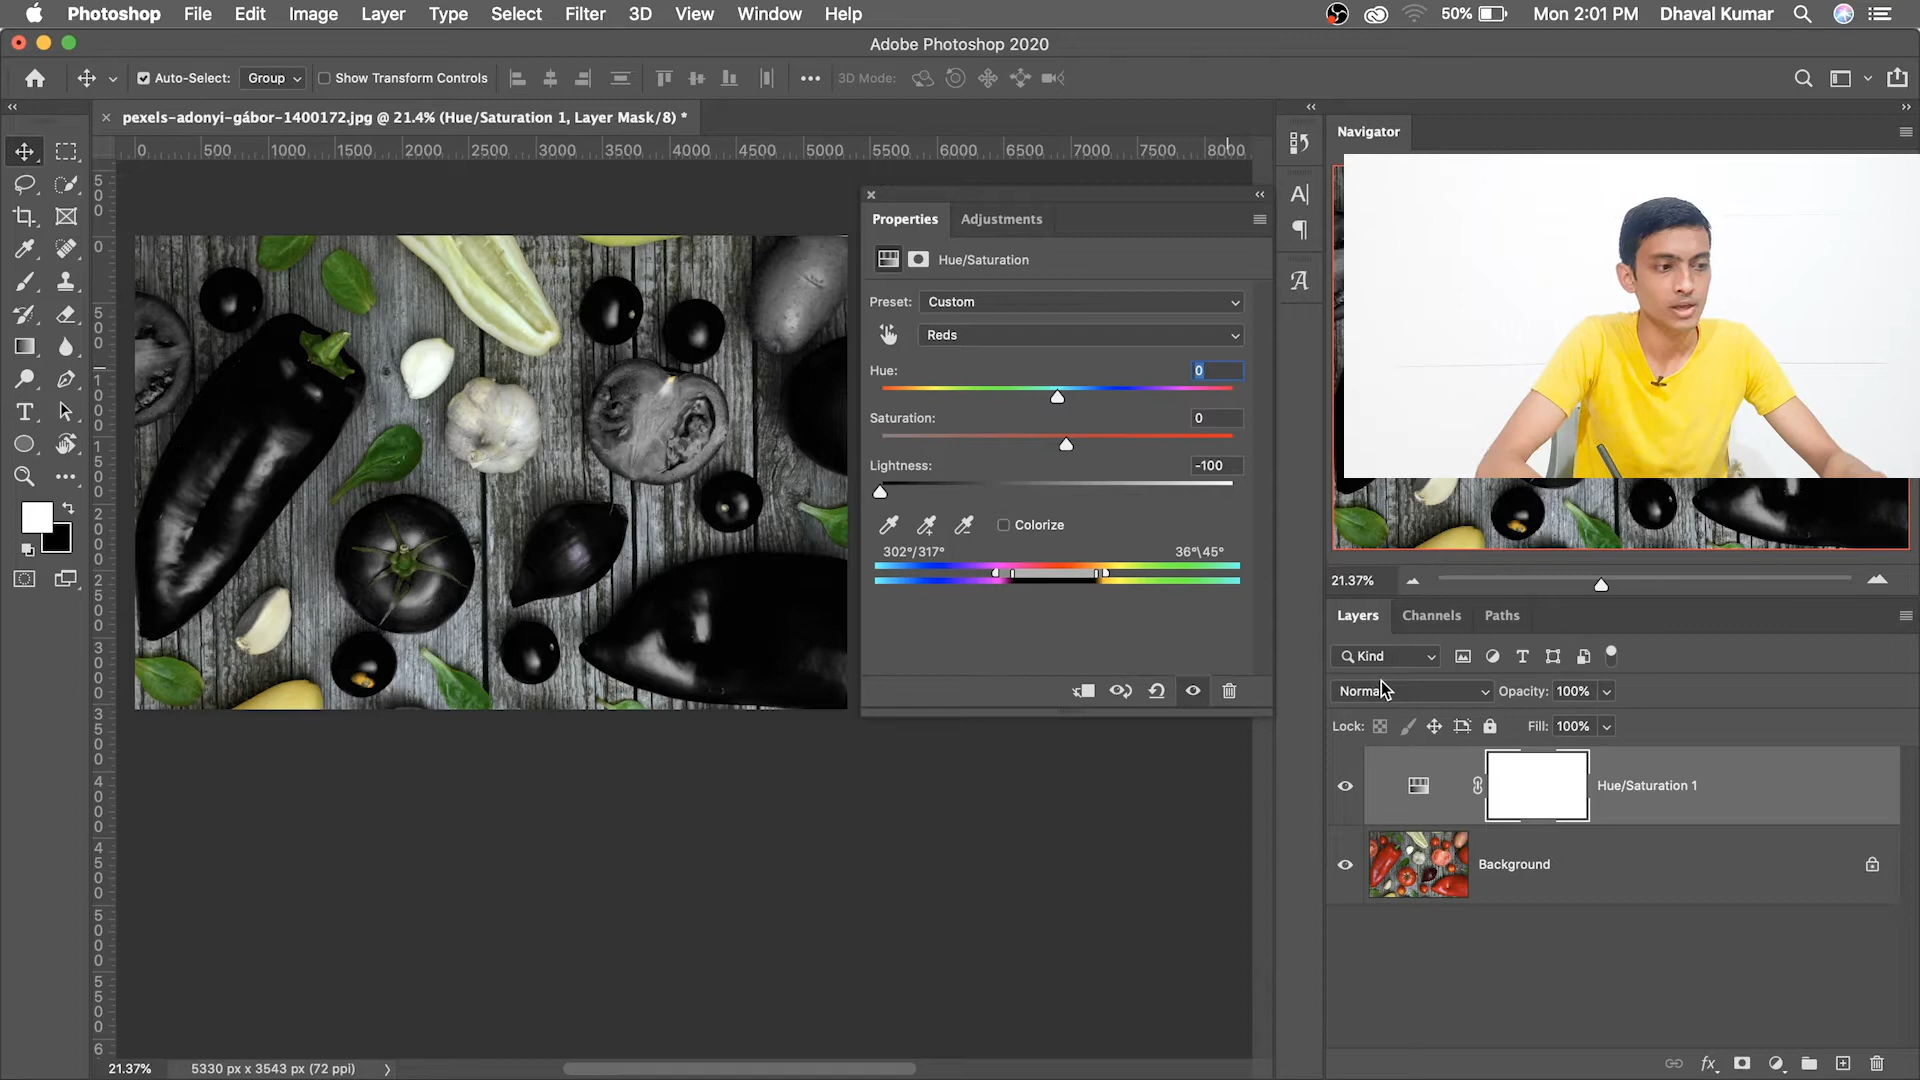 Photoshop File Edit Image Layer Type Select Filter 3D View Window Help 50% Mon 2:01 PM Dhaval Kumar
Adobe Photoshop 2020
Auto-Select: Group Show Transform Controls 3D Mode:
pexels-adonyi-gábor-1400172.jpg @ 21.4% (Hue/Saturation 1, Layer Mask/8) *
0 500 1000 1500 2000 2500 3000 3500 4000 4500 5000 5500 6000 6500 7000 7500 8000
Navigator
Properties Adjustments
Hue/Saturation
Preset: Custom
Reds
Hue: 0
Saturation: 0
Lightness: -100
Colorize
302°/317° 36°\45°
21.37%
Layers Channels Paths
Kind
Normal Opacity: 100%
Lock: Fill: 100%
Hue/Saturation 1
Background
21.37% 5330 px x 3543 px (72 ppi)